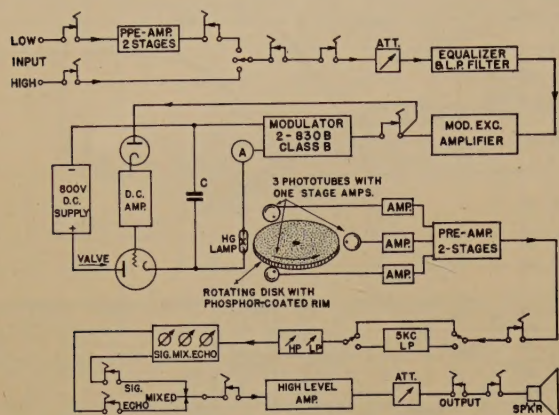 LOW
PPE-AMP.
2 STAGES
INPUT
HIGH
ATT.
EQUALIZER
& L.P. FILTER
MODULATOR
2-830B
CLASS B
MOD. EXC.
AMPLIFIER
A
800V
D.C.
SUPPLY
D.C.
AMP.
C
VALVE
HG
LAMP
3 PHOTOTUBES WITH
ONE STAGE AMPS.
AMP.
AMP.
AMP.
PRE-AMP.
2-STAGES
ROTATING DISK WITH
PHOSPHOR-COATED RIM
SIG. MIX. ECHO
HP LP
5KC
LP
SIG.
MIXED
ECHO
HIGH LEVEL
AMP.
ATT.
OUTPUT
SPKR